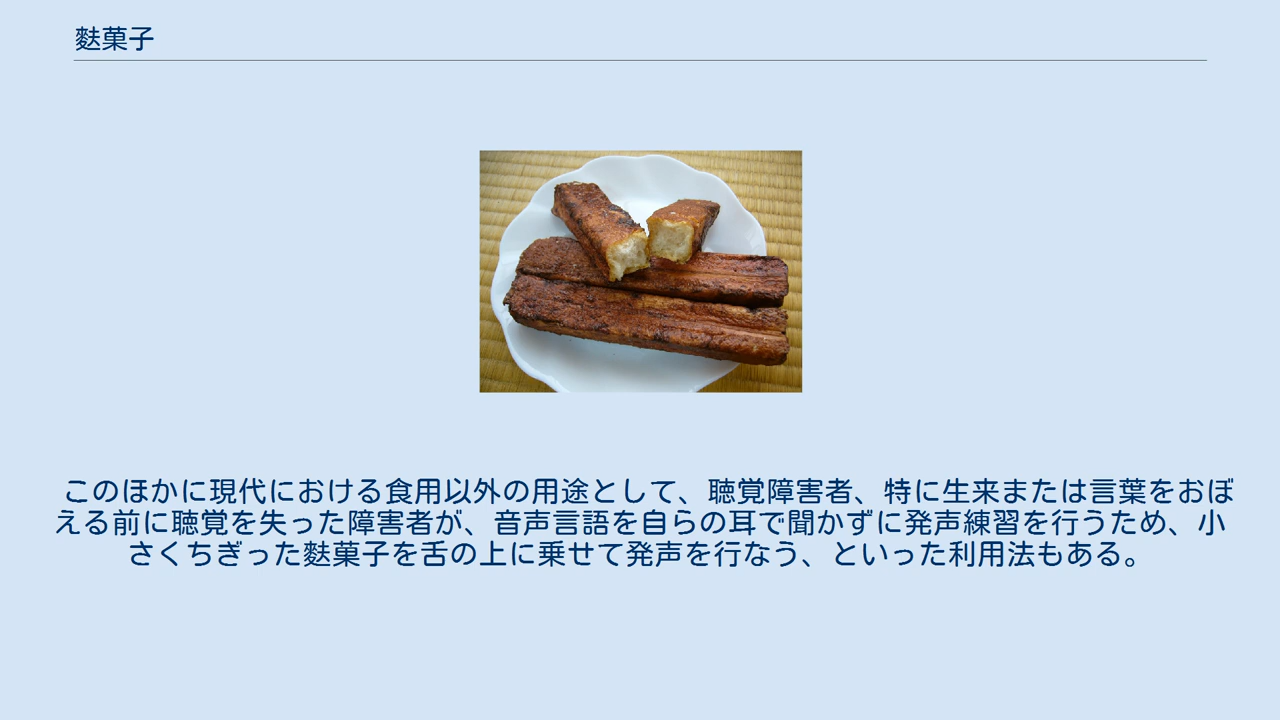 麩菓子
このほかに現代における食用以外の用途として、聴覚障害者、特に生来または言葉をおぼ
える前に聴覚を失った障害者が、音声言語を自らの耳で聞かずに発声練習を行うため、小
さくちぎった麩菓子を舌の上に乗せて発声を行なう、といった利用法もある。